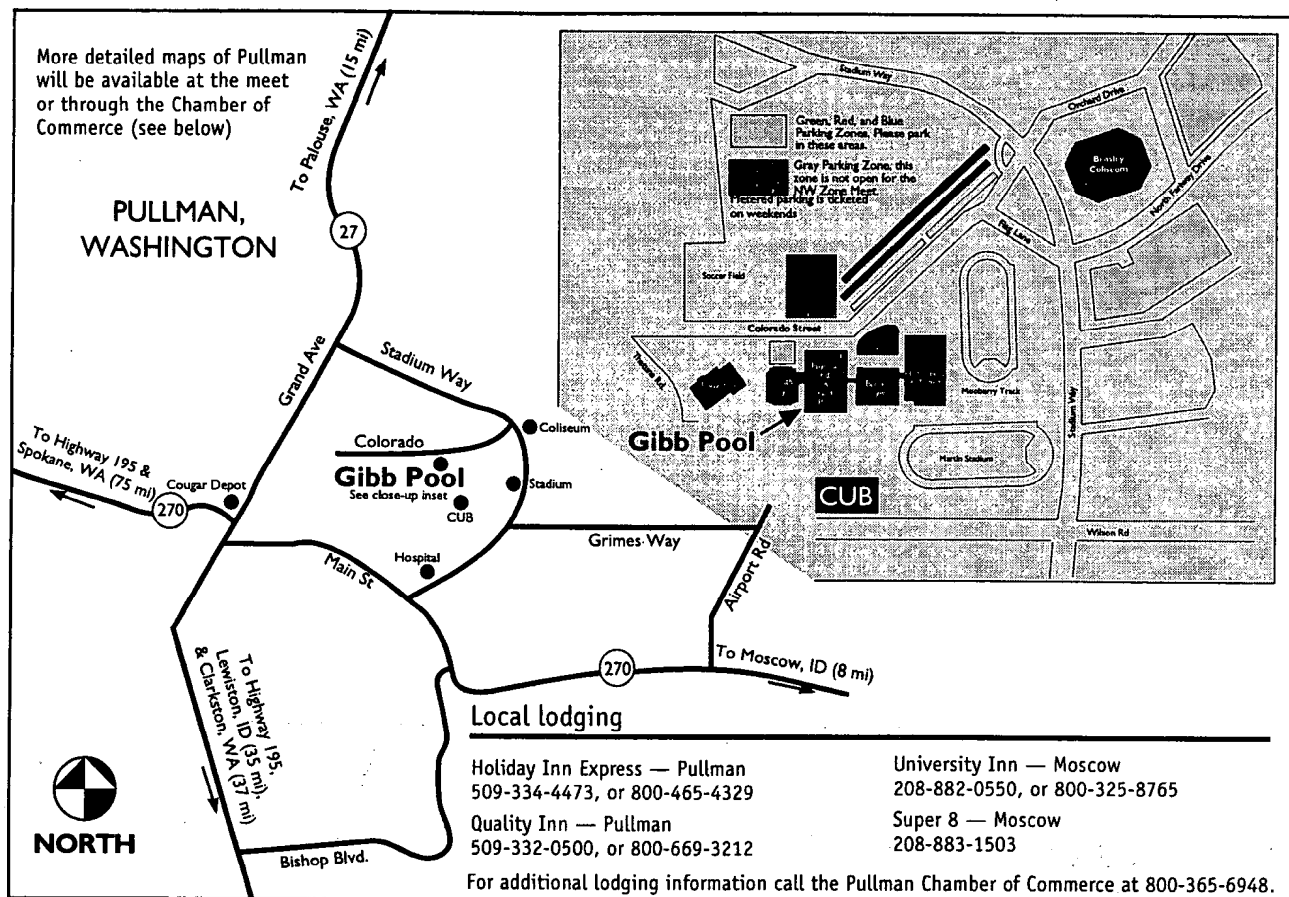 More detailed maps of Pullman
will be available at the meet
or through the Chamber of
Commerce (see below)
PULLMAN,
WASHINGTON
To Palouse, WA (15 mi)
27
Grand Ave
Stadium Way
Colorado
Gibb Pool
See close-up inset
Coliseum
Stadium
CUB
To Highway 195 &
Spokane, WA (75 mi)
270
Cougar Depot
Hospital
Main St.
Grimes Way
Airport Rd
270
To Moscow, ID (8 mi)
To Highway 195,
Lewiston, ID (35 mi),
& Clarkston, WA (37 mi)
Bishop Blvd.
NORTH
Stadium Way
Orchard Drive
Green, Red, and Blue
Parking Zones, Please park
in these areas.
Gray Parking Zone; this
zone is not open for the
NW Zone Meet.
Metered parking is ticketed
on weekends
Beasley
Coliseum
North Fairway Drive
Flag Lane
Soccer Field
Colorado Street
Thatuna Rd.
Mooberry Track
Stadium Way
Gibb Pool
Martin Stadium
CUB
Wilson Rd
Local lodging
Holiday Inn Express — Pullman
509-334-4473, or 800-465-4329
Quality Inn — Pullman
509-332-0500, or 800-669-3212
University Inn — Moscow
208-882-0550, or 800-325-8765
Super 8 — Moscow
208-883-1503
For additional lodging information call the Pullman Chamber of Commerce at 800-365-6948.